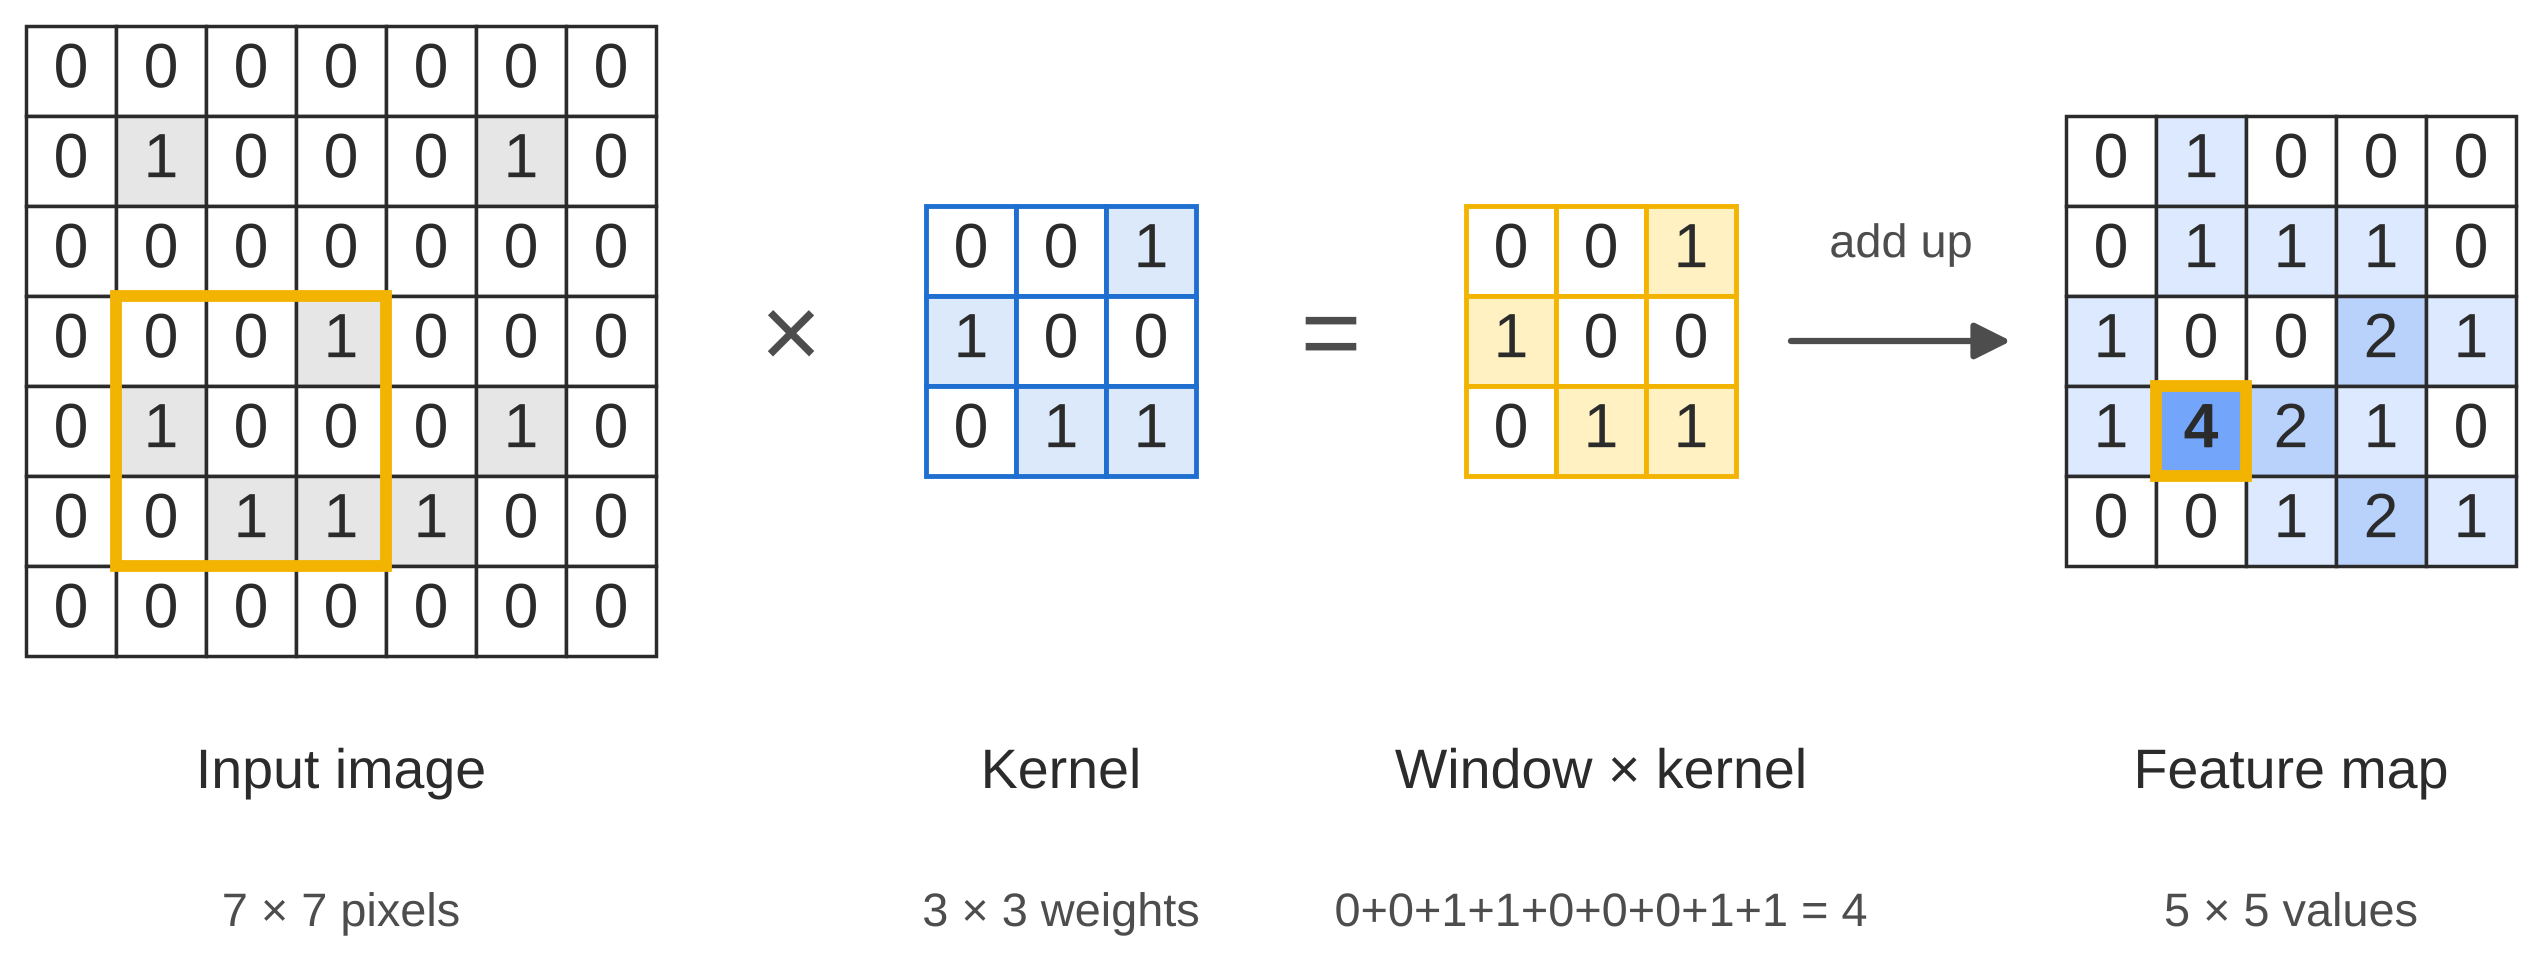 0 0 0 0 0 0 0
0 1 0 0 0 1 0
0 0 0 0 0 0 0
0 0 0 1 0 0 0
0 1 0 0 0 1 0
0 0 1 1 1 0 0
0 0 0 0 0 0 0
Input image
7 × 7 pixels
×
0 0 1
1 0 0
0 1 1
Kernel
3 × 3 weights
=
0 0 1
1 0 0
0 1 1
Window × kernel
0+0+1+1+0+0+0+1+1 = 4
add up
0 1 0 0 0
0 1 1 1 0
1 0 0 2 1
1 4 2 1 0
0 0 1 2 1
Feature map
5 × 5 values